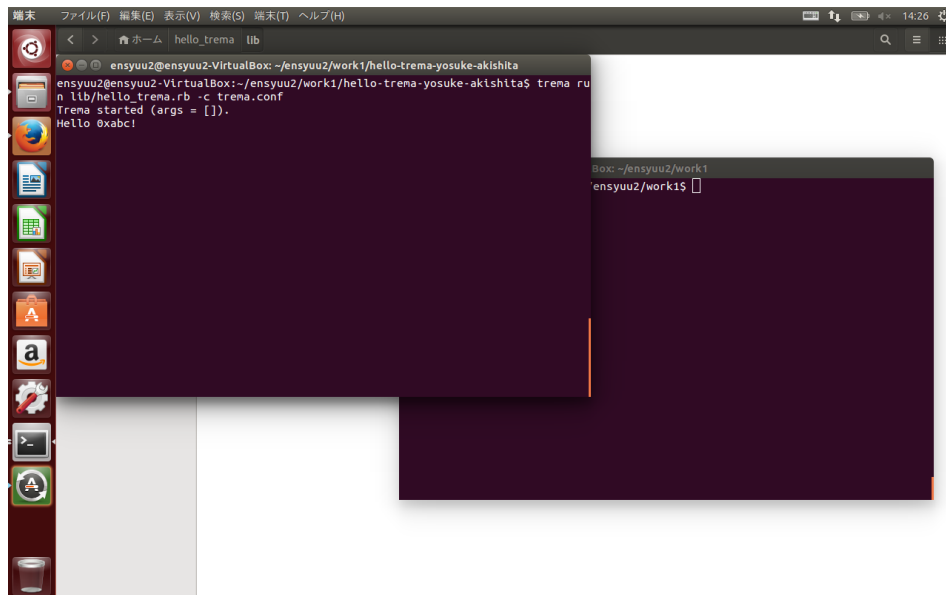 端末 ファイル(F) 編集(E) 表示(V) 検索(S) 端末(T) ヘルプ(H) 14:26
ホーム hello_trema lib
ensyuu2@ensyuu2-VirtualBox: ~/ensyuu2/work1/hello-trema-yosuke-akishita
ensyuu2@ensyuu2-VirtualBox:~/ensyuu2/work1/hello-trema-yosuke-akishita$ trema ru
n lib/hello_trema.rb -c trema.conf
Trema started (args = []).
Hello 0xabc!
Box: ~/ensyuu2/work1
ensyuu2/work1$
a